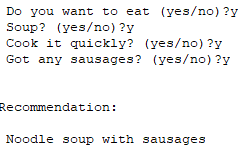 Do you want to eat (yes/no)?y
Soup? (yes/no)?y
Cook it quickly? (yes/no)?y
Got any sausages? (yes/no)?y
Recommendation:
Noodle soup with sausages